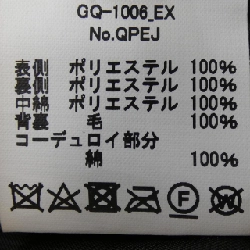 GQ-1006_EX
No.QPEJ
表側 ポリエステル 100%
裏側 ポリエステル 100%
中綿 ポリエステル 100%
背裏 毛 100%
コーデュロイ部分
綿 100%
F W